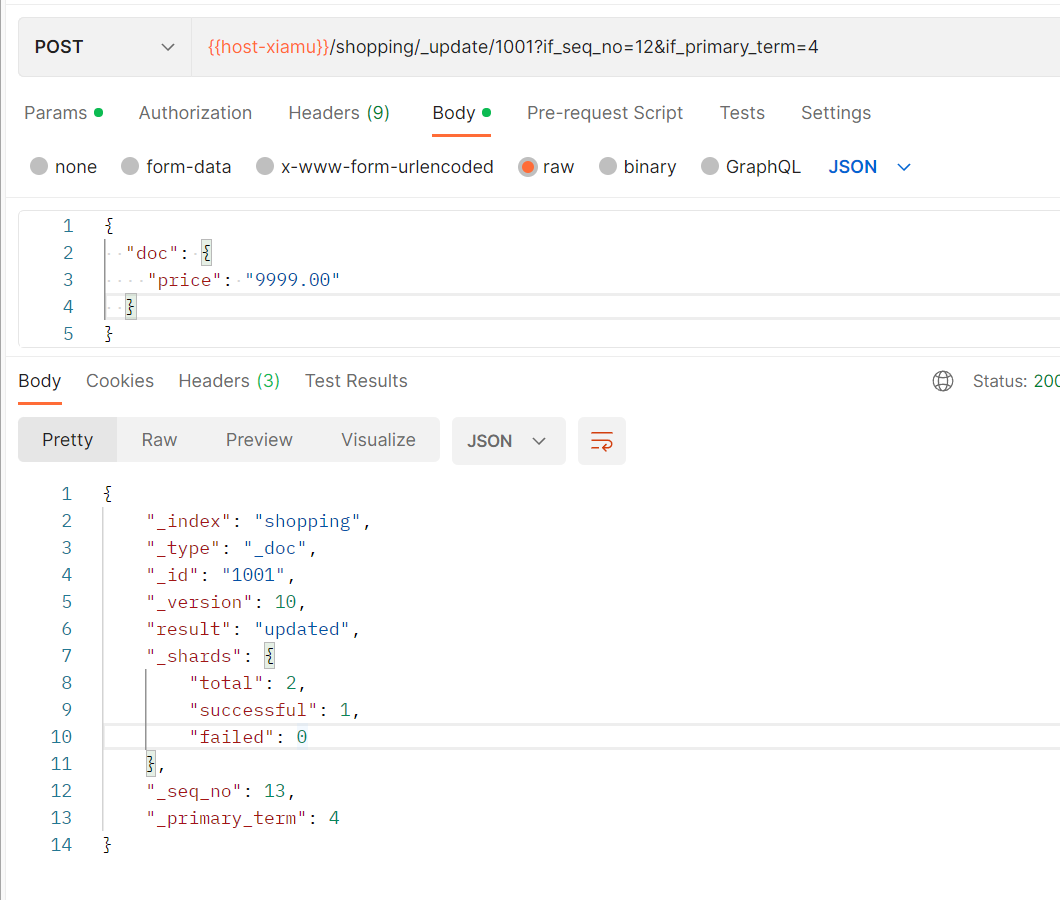 POST {{host-xiamu}}/shopping/_update/1001?if_seq_no=12&if_primary_term=4
Params Authorization Headers (9) Body Pre-request Script Tests Settings
none form-data x-www-form-urlencoded raw binary GraphQL JSON
1 {
2 "doc": {
3 "price": "9999.00"
4 }
5 }
Body Cookies Headers (3) Test Results Status: 200
Pretty Raw Preview Visualize JSON
1 {
2 "_index": "shopping",
3 "_type": "_doc",
4 "_id": "1001",
5 "_version": 10,
6 "result": "updated",
7 "_shards": {
8 "total": 2,
9 "successful": 1,
10 "failed": 0
11 },
12 "_seq_no": 13,
13 "_primary_term": 4
14 }